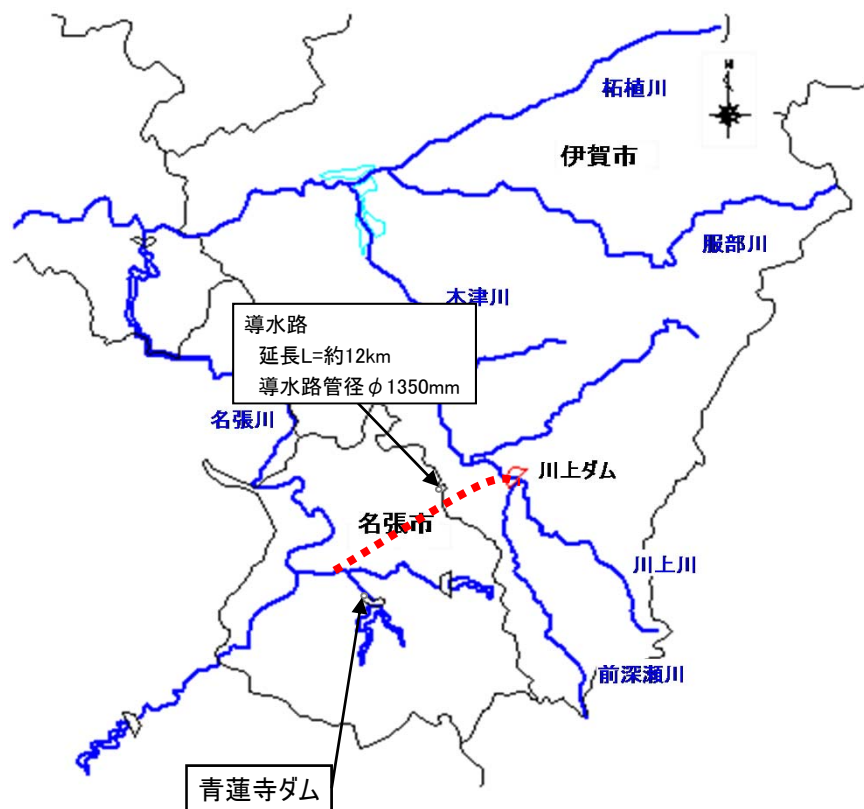 N
柘植川
伊賀市
服部川
木津川
導水路
延長L=約12km
導水路管径φ1350mm
名張川
川上ダム
名張市
川上川
前深瀬川
青蓮寺ダム